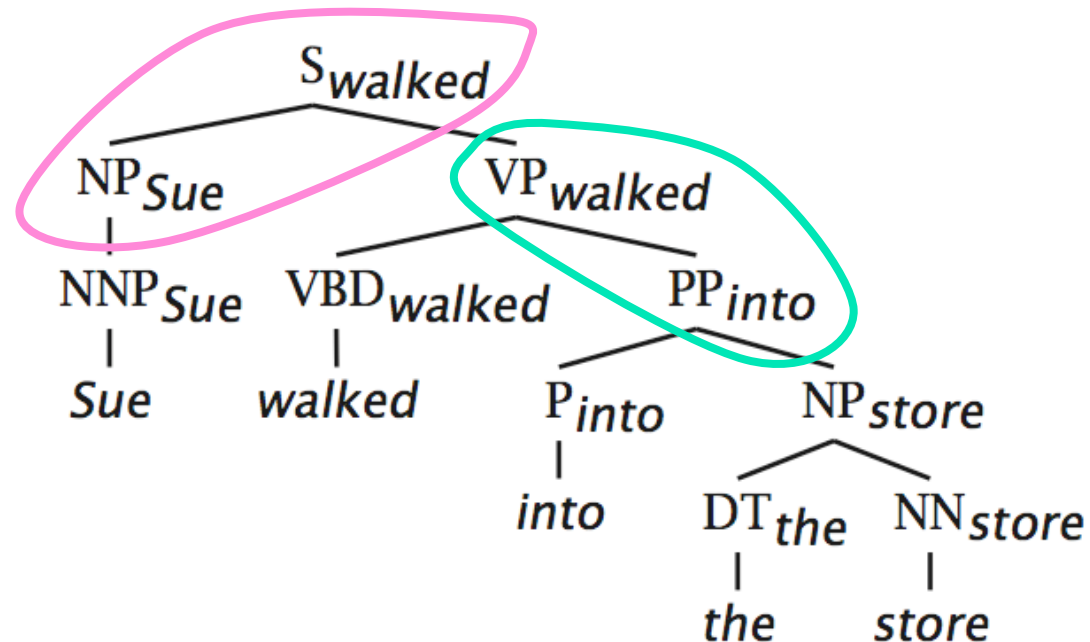 S walked
NP Sue VP walked
NNP Sue VBD walked PP into
Sue walked P into NP store
into DT the NN store
the store